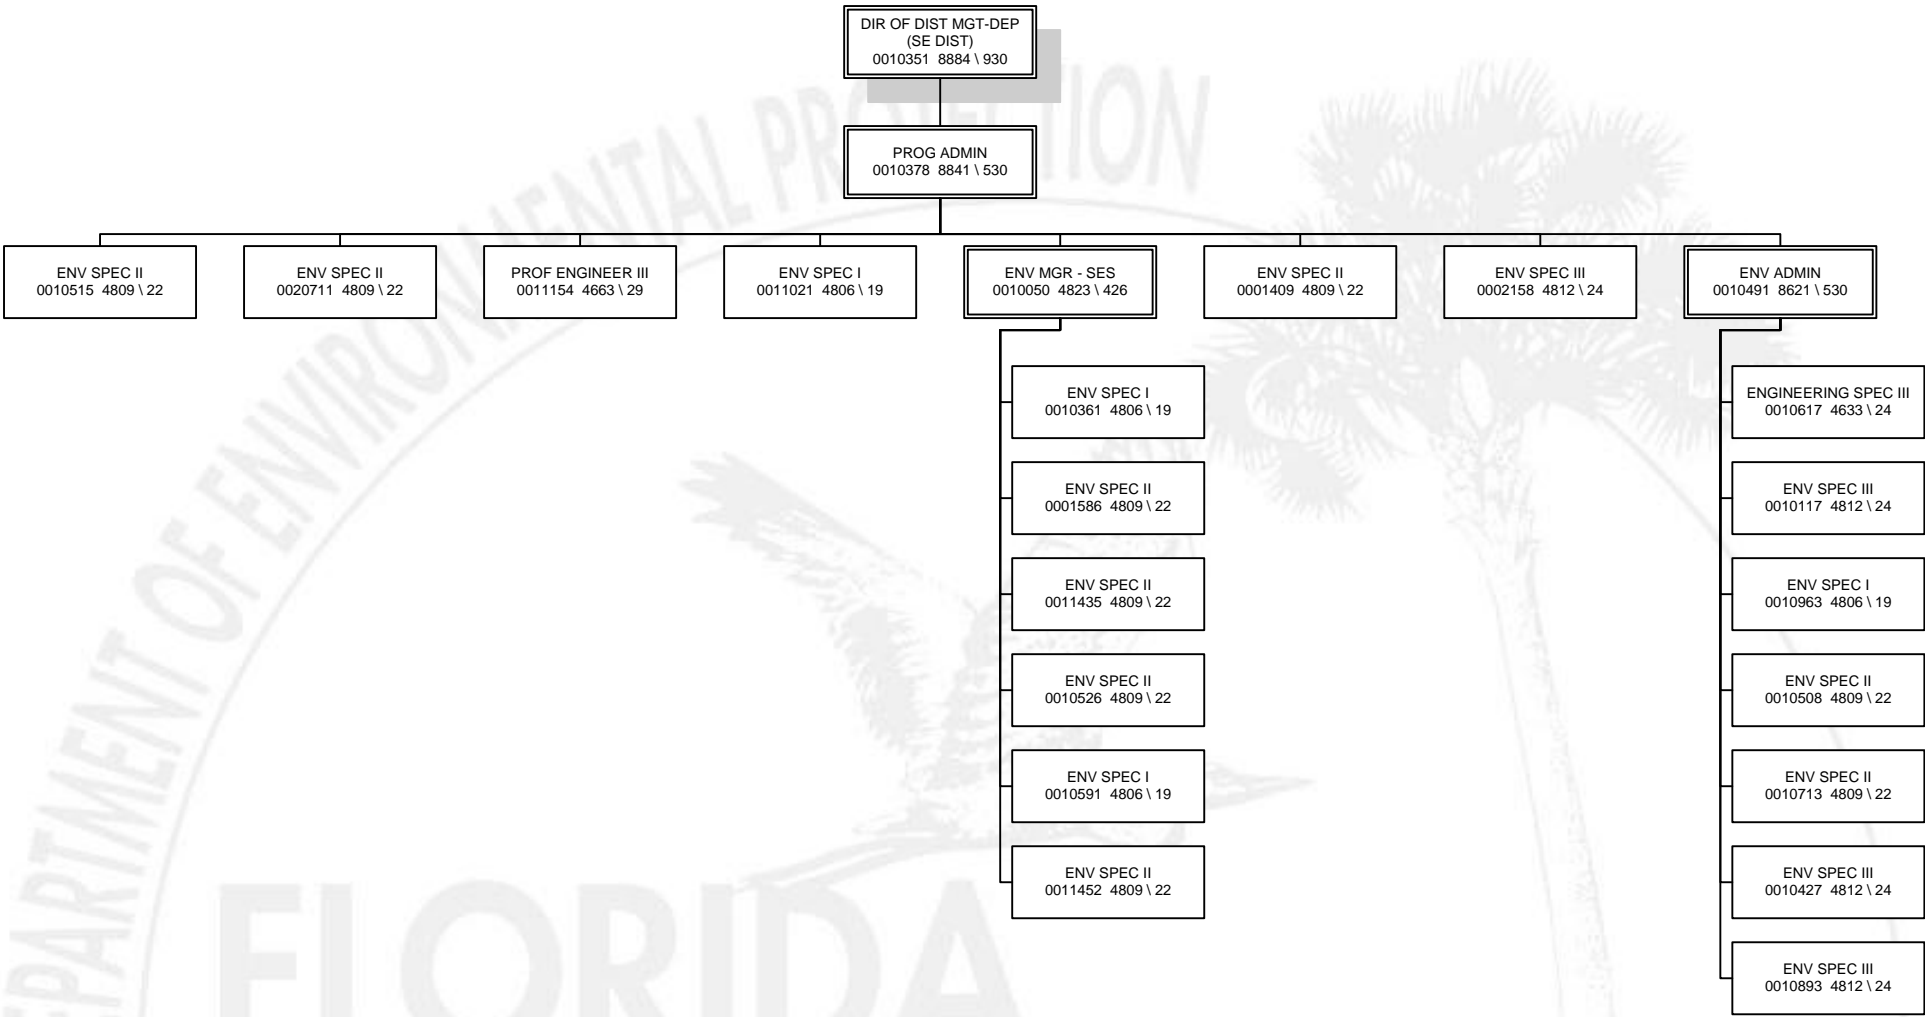 DIR OF DIST MGT-DEP
(SE DIST)
0010351 8884 \ 930
PROG ADMIN
0010378 8841 \ 530
ENV SPEC II
0010515 4809 \ 22
ENV SPEC II
0020711 4809 \ 22
PROF ENGINEER III
0011154 4663 \ 29
ENV SPEC I
0011021 4806 \ 19
ENV MGR - SES
0010050 4823 \ 426
ENV SPEC II
0001409 4809 \ 22
ENV SPEC III
0002158 4812 \ 24
ENV ADMIN
0010491 8621 \ 530
ENV SPEC I
0010361 4806 \ 19
ENV SPEC II
0001586 4809 \ 22
ENV SPEC II
0011435 4809 \ 22
ENV SPEC II
0010526 4809 \ 22
ENV SPEC I
0010591 4806 \ 19
ENV SPEC II
0011452 4809 \ 22
ENGINEERING SPEC III
0010617 4633 \ 24
ENV SPEC III
0010117 4812 \ 24
ENV SPEC I
0010963 4806 \ 19
ENV SPEC II
0010508 4809 \ 22
ENV SPEC II
0010713 4809 \ 22
ENV SPEC III
0010427 4812 \ 24
ENV SPEC III
0010893 4812 \ 24
DEPARTMENT OF ENVIRONMENTAL PROTECTION
FLORIDA